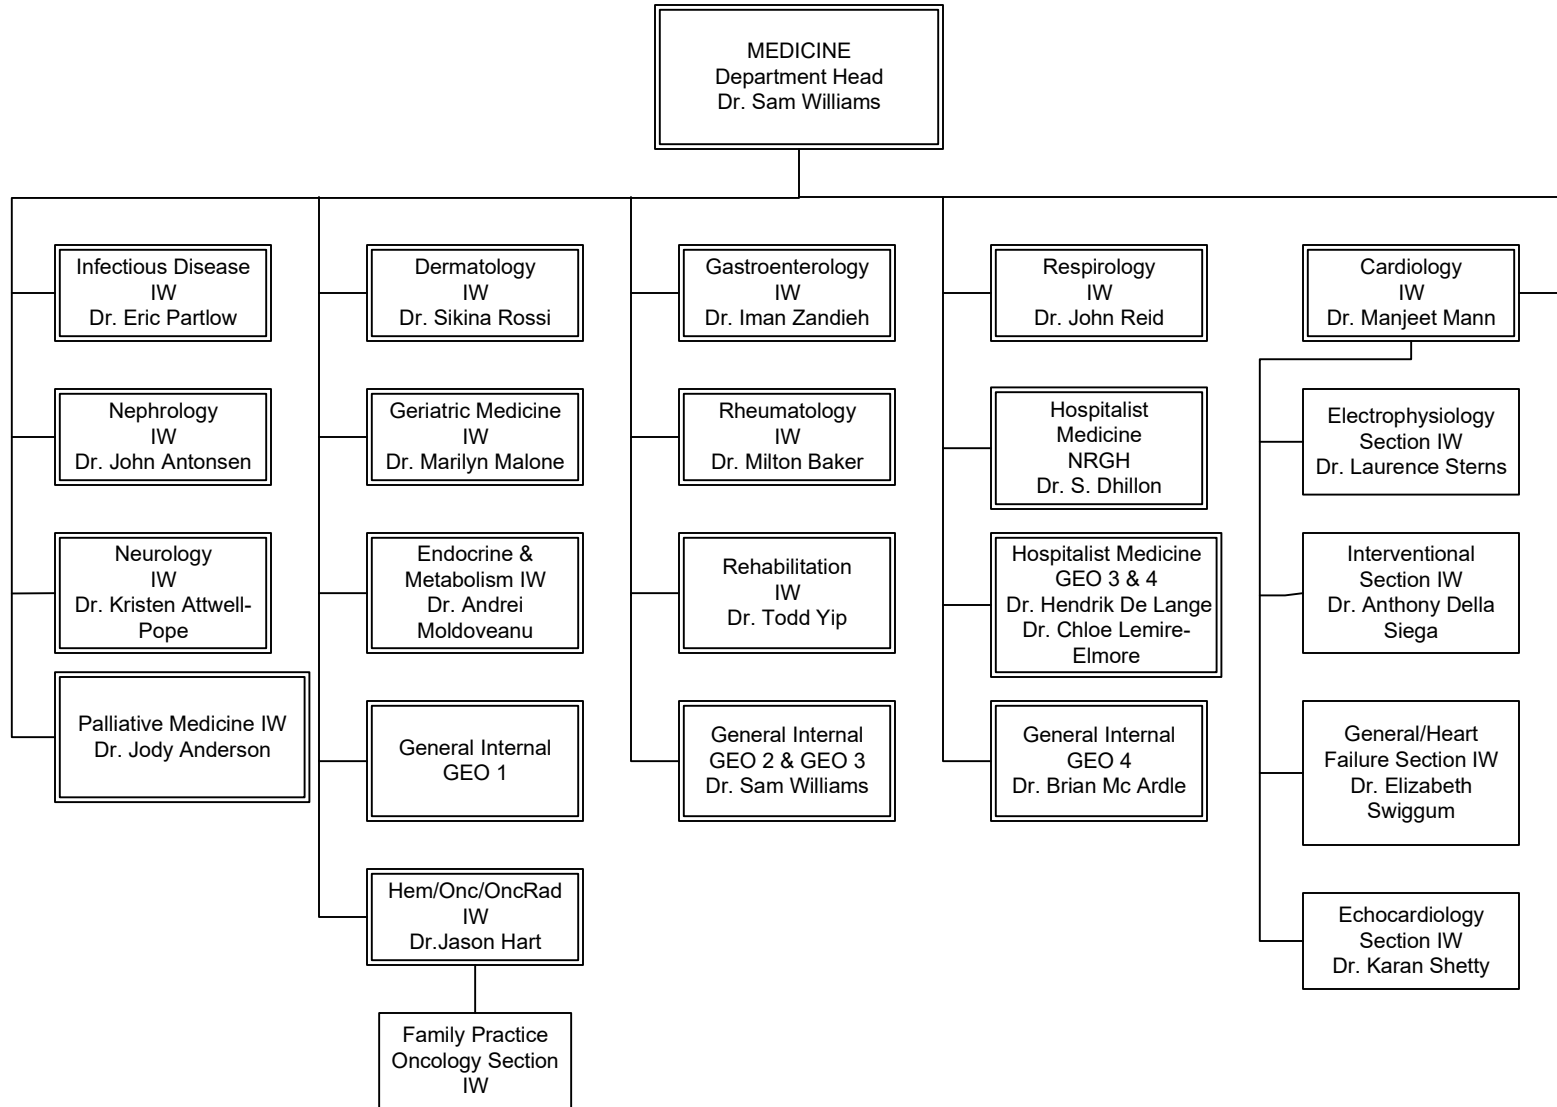 MEDICINE
Department Head
Dr. Sam Williams
Infectious Disease
IW
Dr. Eric Partlow
Dermatology
IW
Dr. Sikina Rossi
Gastroenterology
IW
Dr. Iman Zandieh
Respirology
IW
Dr. John Reid
Cardiology
IW
Dr. Manjeet Mann
Nephrology
IW
Dr. John Antonsen
Geriatric Medicine
IW
Dr. Marilyn Malone
Rheumatology
IW
Dr. Milton Baker
Hospitalist
Medicine
NRGH
Dr. S. Dhillon
Electrophysiology
Section IW
Dr. Laurence Sterns
Neurology
IW
Dr. Kristen Attwell-
Pope
Endocrine &
Metabolism IW
Dr. Andrei
Moldoveanu
Rehabilitation
IW
Dr. Todd Yip
Hospitalist Medicine
GEO 3 & 4
Dr. Hendrik De Lange
Dr. Chloe Lemire-
Elmore
Interventional
Section IW
Dr. Anthony Della
Siega
Palliative Medicine IW
Dr. Jody Anderson
General Internal
GEO 1
General Internal
GEO 2 & GEO 3
Dr. Sam Williams
General Internal
GEO 4
Dr. Brian Mc Ardle
General/Heart
Failure Section IW
Dr. Elizabeth
Swiggum
Hem/Onc/OncRad
IW
Dr.Jason Hart
Echocardiology
Section IW
Dr. Karan Shetty
Family Practice
Oncology Section
IW